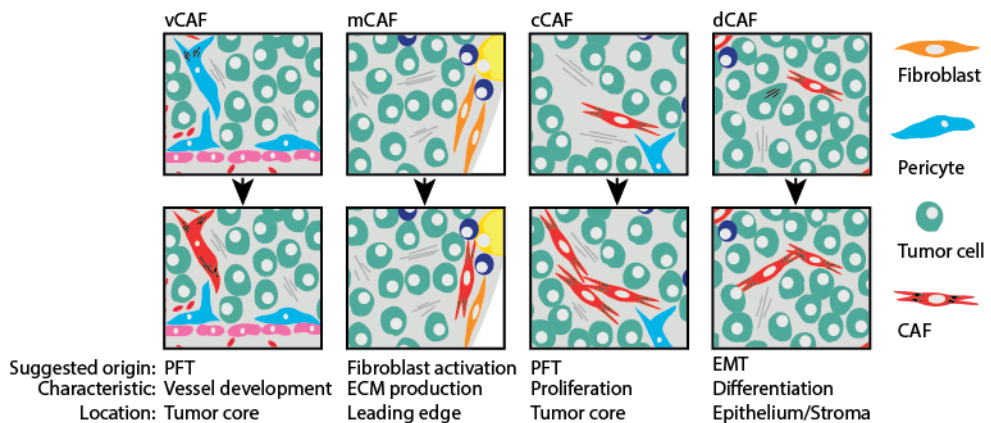 vCAF
mCAF
cCAF
dCAF
Fibroblast
Pericyte
Tumor cell
CAF
Suggested origin: PFT Fibroblast activation PFT EMT
Characteristic: Vessel development ECM production Proliferation Differentiation
Location: Tumor core Leading edge Tumor core Epithelium/Stroma